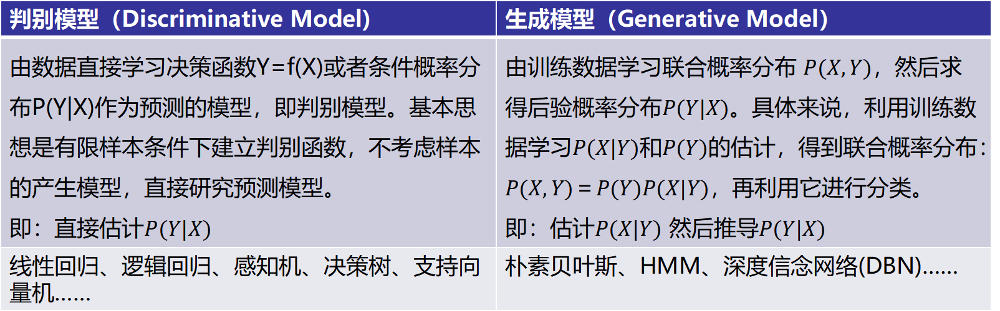 判别模型（Discriminative Model)
由数据直接学习决策函数Y=f(X)或者条件概率分
布P(Y|X)作为预测的模型，即判别模型。基本思
想是有限样本条件下建立判别函数，不考虑样本
的产生模型，直接研究预测模型。
即：直接估计P(Y|X)
线性回归、逻辑回归、感知机、决策树、支持向
量机……
生成模型（Generative Model）
由训练数据学习联合概率分布 P(X,Y)，然后求
得后验概率分布P(Y|X)。具体来说，利用训练数
据学习P(X|Y)和P(Y)的估计，得到联合概率分布：
P(X,Y) = P(Y)P(X|Y)，再利用它进行分类。
即：估计P(X|Y) 然后推导P(Y|X)
朴素贝叶斯、HMM、深度信念网络(DBN)……